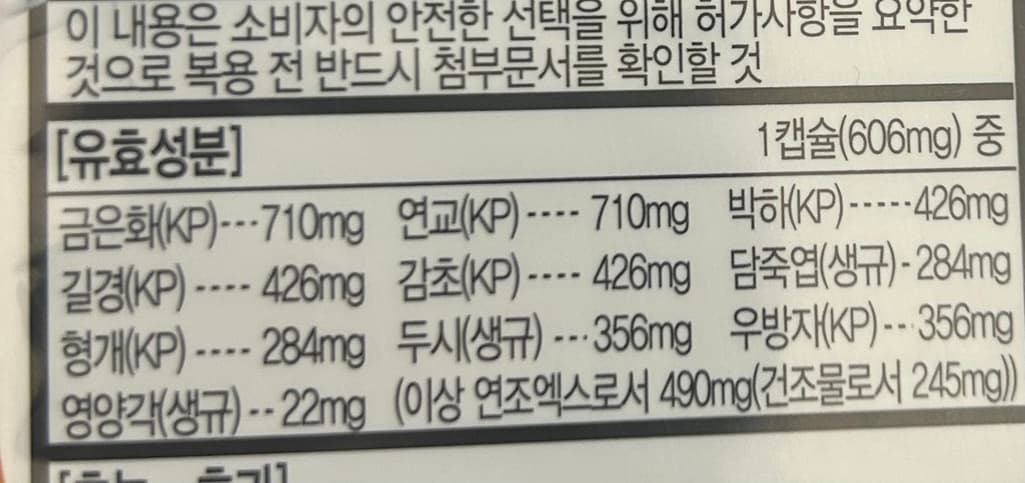 이 내용은 소비자의 안전한 선택을 위해 허가사항을 요약한
것으로 복용 전 반드시 첨부문서를 확인할 것
[유효성분] 1캡슐(606mg) 중
금은화(KP)---710mg 연교(KP)---- 710mg 박하(KP)-----426mg
길경(KP)---- 426mg 감초(KP)---- 426mg 담죽엽(생규)-284mg
형개(KP)---- 284mg 두시(생규)---356mg 우방자(KP)---356mg
영양각(생규)--22mg (이상 연조엑스로서 490mg(건조물로서 245mg))